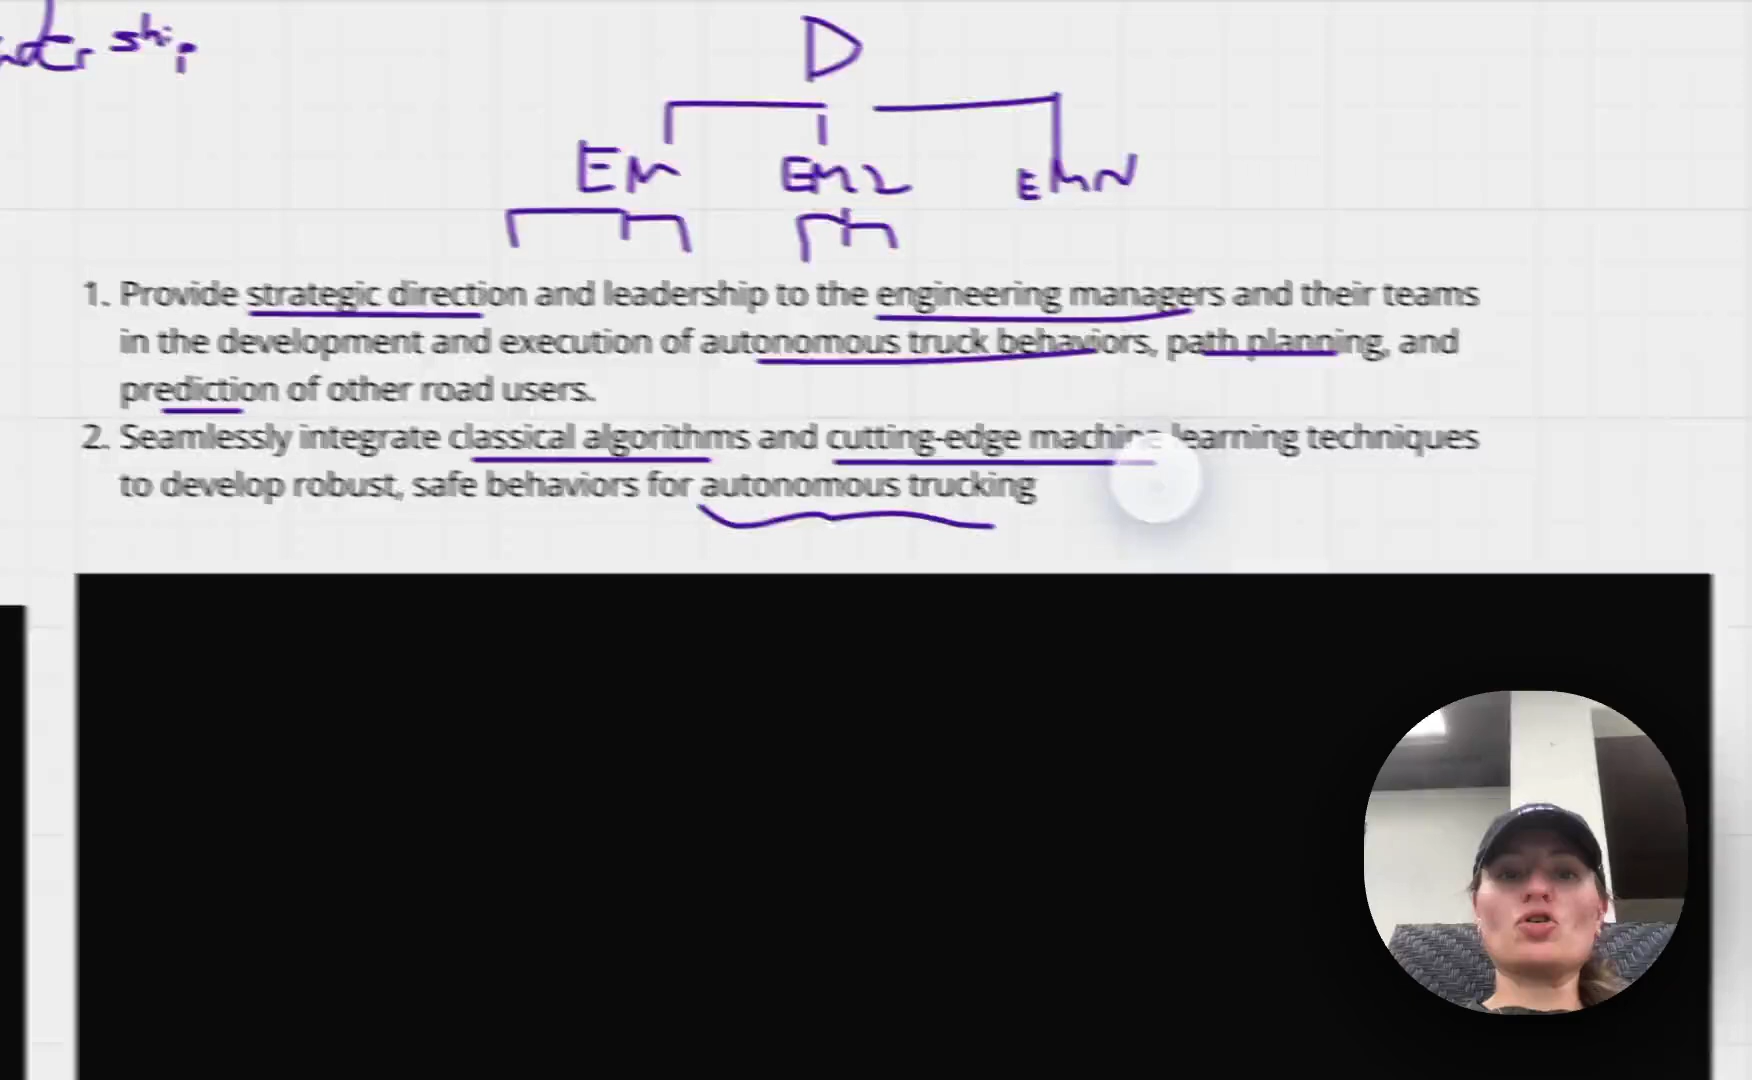 ship
D
EM EM2 EMN
1. Provide strategic direction and leadership to the engineering managers and their teams
in the development and execution of autonomous truck behaviors, path planning, and
prediction of other road users.
2. Seamlessly integrate classical algorithms and cutting-edge machine learning techniques
to develop robust, safe behaviors for autonomous trucking